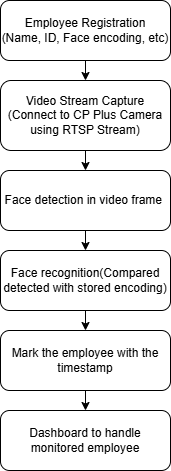 Employee Registration
(Name, ID, Face encoding, etc)
Video Stream Capture
(Connect to CP Plus Camera
using RTSP Stream)
Face detection in video frame
Face recognition(Compared
detected with stored encoding)
Mark the employee with the
timestamp
Dashboard to handle
monitored employee